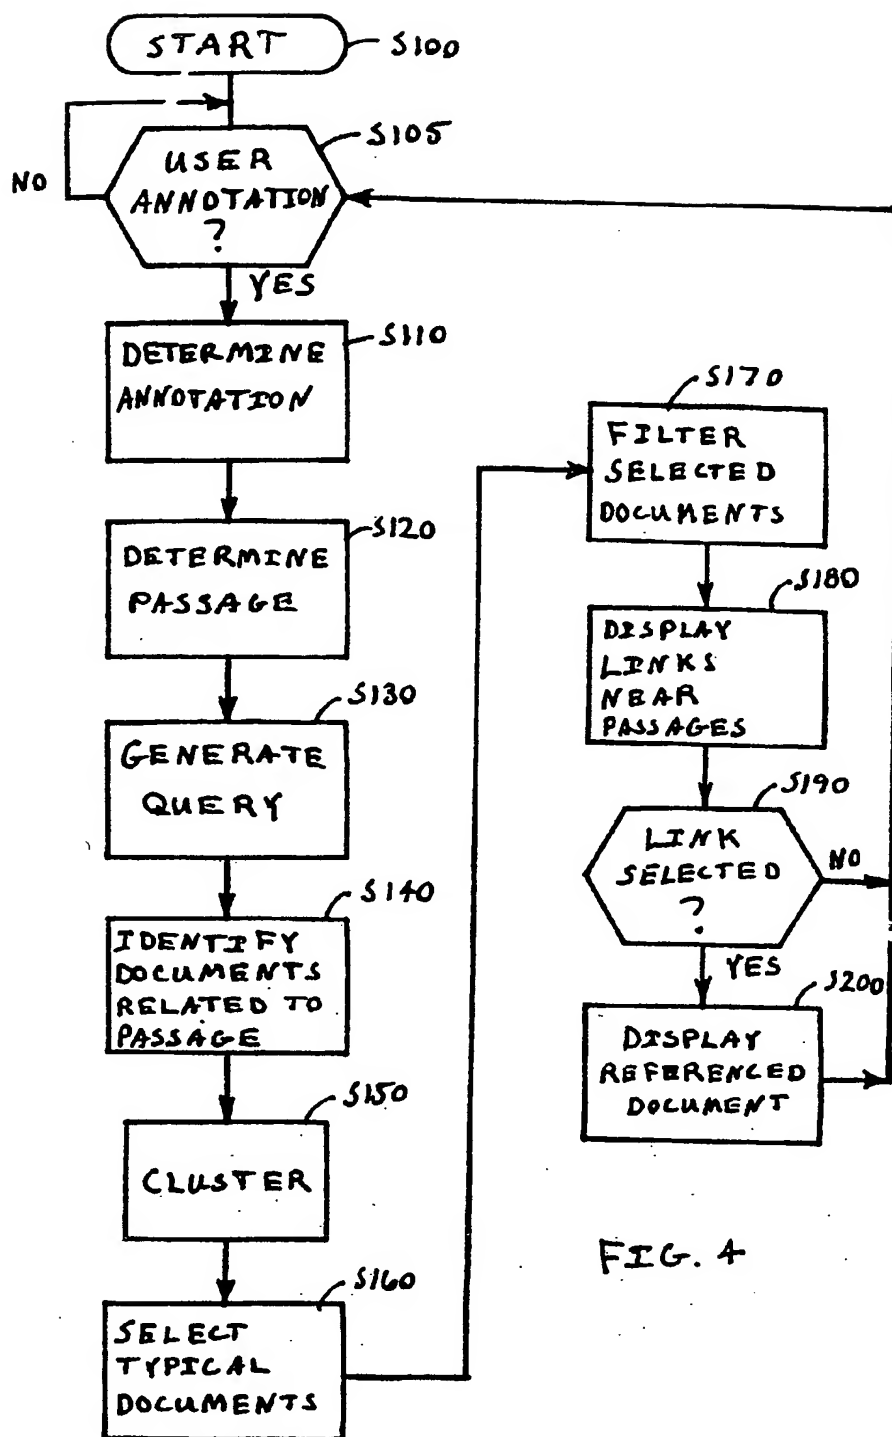 START
S100
S105
USER
ANNOTATION
?
NO
YES
S110
DETERMINE
ANNOTATION
S120
DETERMINE
PASSAGE
S130
GENERATE
QUERY
S140
IDENTIFY
DOCUMENTS
RELATED TO
PASSAGE
S150
CLUSTER
S160
SELECT
TYPICAL
DOCUMENTS
S170
FILTER
SELECTED
DOCUMENTS
S180
DISPLAY
LINKS
NEAR
PASSAGES
S190
LINK
SELECTED
?
NO
YES
S200
DISPLAY
REFERENCED
DOCUMENT
FIG. 4